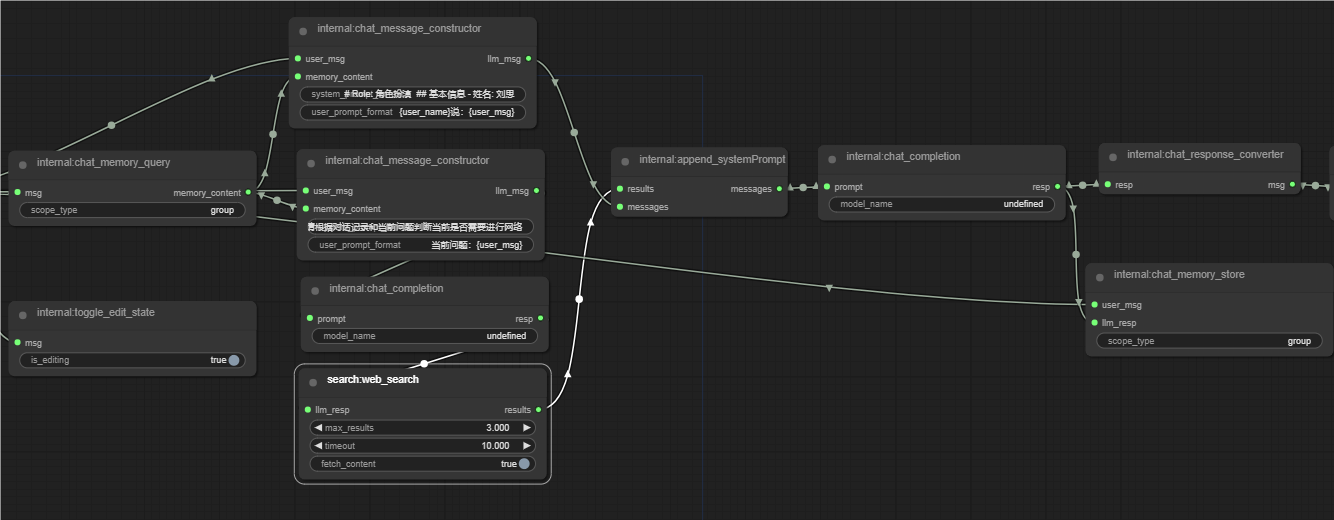 internal:chat_message_constructor
user_msg
llm_msg
memory_content
# Role: 角色扮演 ## 基本信息 - 姓名: 刘思
user_prompt_format {user_name}说: {user_msg}
internal:chat_memory_query
msg
memory_content
scope_type group
internal:chat_message_constructor
user_msg
llm_msg
memory_content
根据对话记录和当前问题判断当前是否需要进行网络
user_prompt_format 当前问题: {user_msg}
internal:append_systemPrompt
results
messages
messages
internal:chat_completion
prompt
resp
model_name undefined
internal:chat_response_converter
resp
msg
internal:chat_memory_store
user_msg
llm_resp
scope_type group
internal:toggle_edit_state
msg
is_editing true
internal:chat_completion
prompt
resp
model_name undefined
search:web_search
llm_resp
results
max_results 3.000
timeout 10.000
fetch_content true